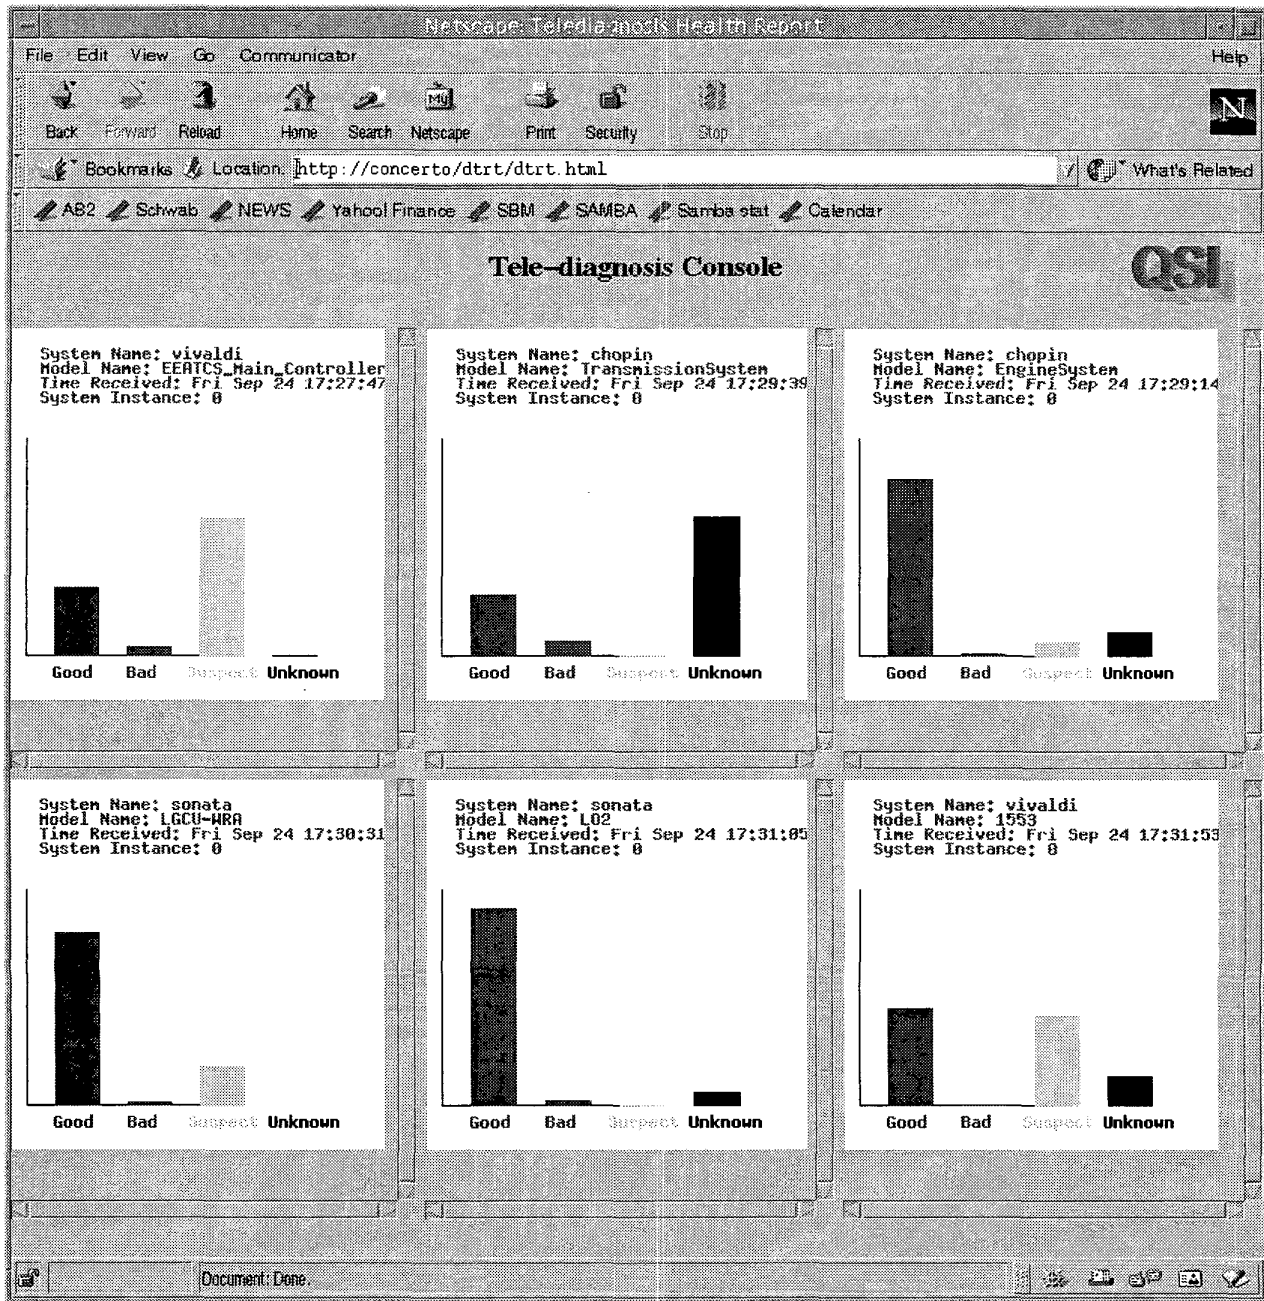 Netscape: Telediagnosis Health Report
File Edit View Go Communicator Help
Back Forward Reload Home Search Netscape Print Security Stop
My
N
Bookmarks Location: http://concerto/dtrt/dtrt.html What's Related
AB2 Schwab NEWS Yahoo! Finance SBM SAMBA Samba stat Calendar
Tele-diagnosis Console
QSI
System Name: vivaldi
Model Name: EEATCS_Main_Controller
Time Received: Fri Sep 24 17:27:47
System Instance: 0
Good Bad Suspect Unknown
System Name: chopin
Model Name: TransmissionSystem
Time Received: Fri Sep 24 17:29:39
System Instance: 0
Good Bad Suspect Unknown
System Name: chopin
Model Name: EngineSystem
Time Received: Fri Sep 24 17:29:14
System Instance: 0
Good Bad Suspect Unknown
System Name: sonata
Model Name: LGCU-WRA
Time Received: Fri Sep 24 17:30:31
System Instance: 0
Good Bad Suspect Unknown
System Name: sonata
Model Name: LO2
Time Received: Fri Sep 24 17:31:05
System Instance: 0
Good Bad Suspect Unknown
System Name: vivaldi
Model Name: 1553
Time Received: Fri Sep 24 17:31:53
System Instance: 0
Good Bad Suspect Unknown
Document: Done.